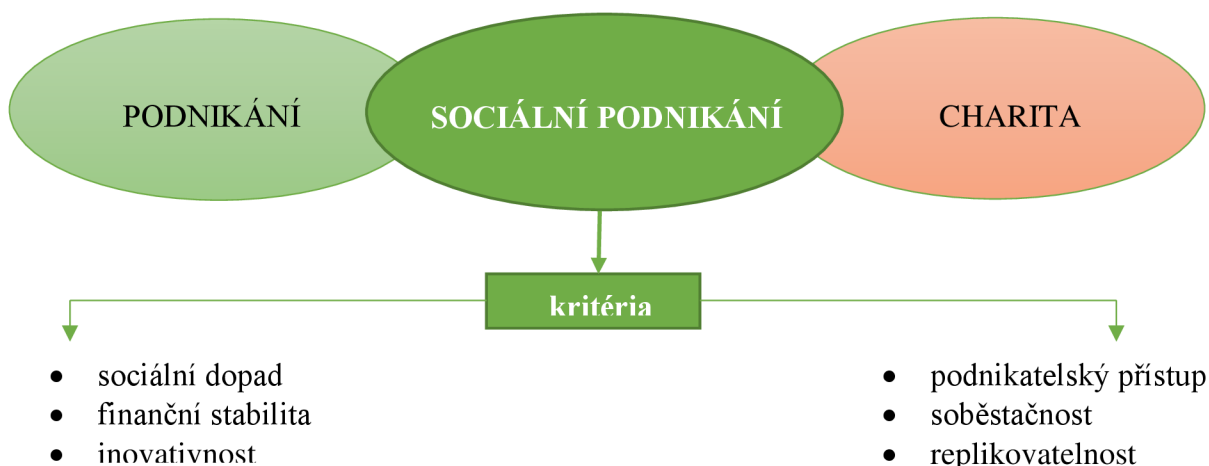 PODNIKÁNÍ
SOCIÁLNÍ PODNIKÁNÍ
CHARITA
kritéria
• sociální dopad
• finanční stabilita
• inovativnost
• podnikatelský přístup
• soběstačnost
• replikovatelnost